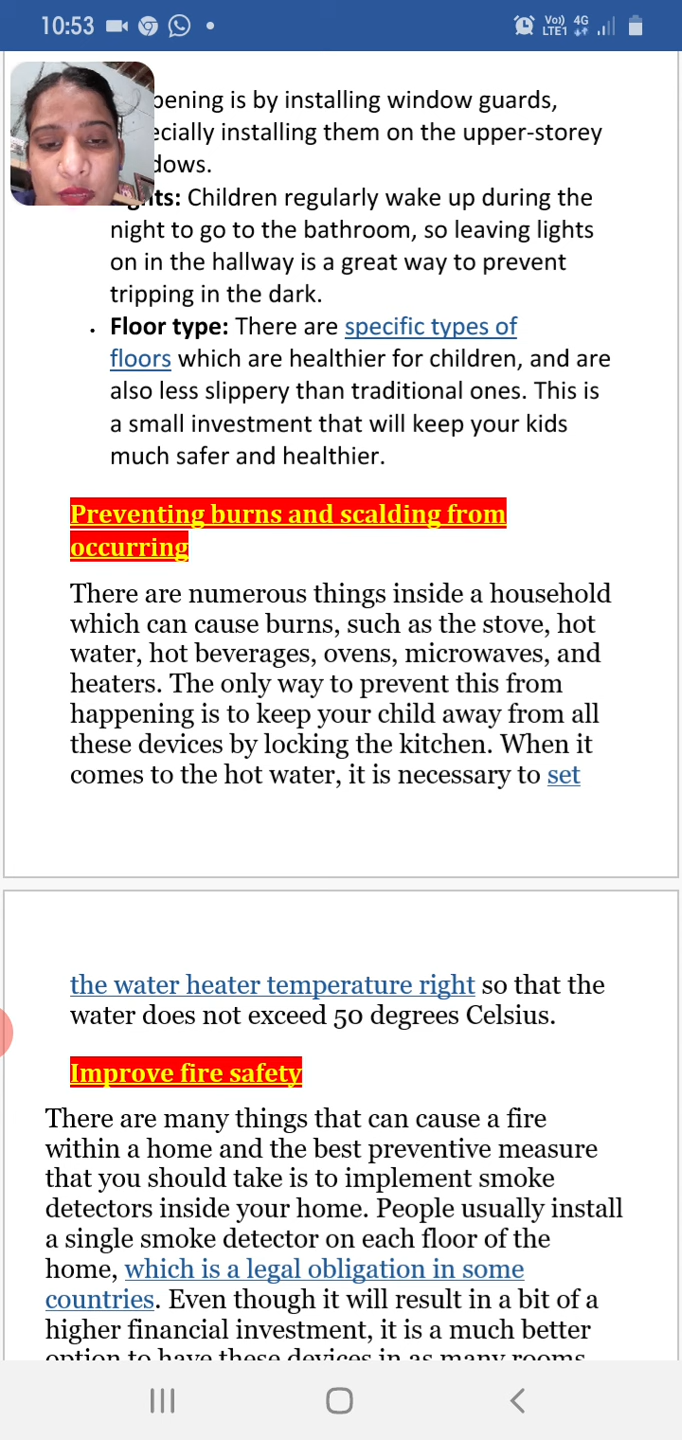 10:53
Vo)) 4G
LTE1
pening is by installing window guards,
ecially installing them on the upper-storey
dows.
ts: Children regularly wake up during the
night to go to the bathroom, so leaving lights
on in the hallway is a great way to prevent
tripping in the dark.
• Floor type: There are specific types of
floors which are healthier for children, and are
also less slippery than traditional ones. This is
a small investment that will keep your kids
much safer and healthier.
Preventing burns and scalding from
occurring
There are numerous things inside a household
which can cause burns, such as the stove, hot
water, hot beverages, ovens, microwaves, and
heaters. The only way to prevent this from
happening is to keep your child away from all
these devices by locking the kitchen. When it
comes to the hot water, it is necessary to set
the water heater temperature right so that the
water does not exceed 50 degrees Celsius.
Improve fire safety
There are many things that can cause a fire
within a home and the best preventive measure
that you should take is to implement smoke
detectors inside your home. People usually install
a single smoke detector on each floor of the
home, which is a legal obligation in some
countries. Even though it will result in a bit of a
higher financial investment, it is a much better
option to have these devices in as many rooms